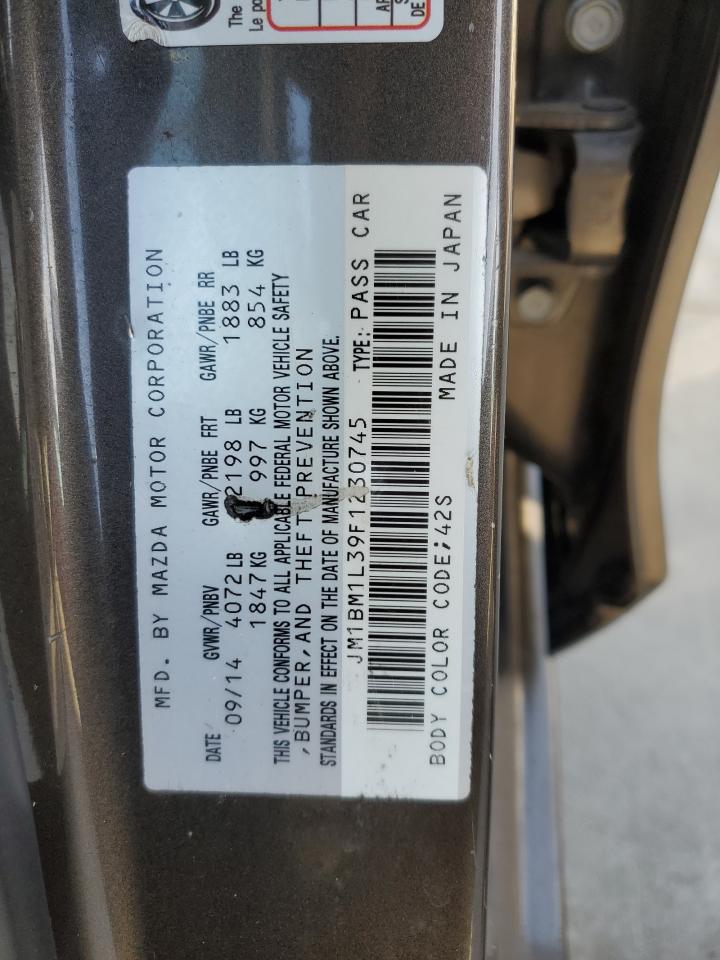 MFD. BY MAZDA MOTOR CORPORATION
DATE GVWR/PNBV GAWR/PNBE FRT GAWR/PNBE RR
09/14 4072 LB 2198 LB 1883 LB
1847 KG 997 KG 854 KG
THIS VEHICLE CONFORMS TO ALL APPLICABLE FEDERAL MOTOR VEHICLE SAFETY
,BUMPER,AND THEFT PREVENTION
STANDARDS IN EFFECT ON THE DATE OF MANUFACTURE SHOWN ABOVE.
JM1BM1L39F1230745 TYPE: PASS CAR
BODY COLOR CODE;42S MADE IN JAPAN
The
Le
DE